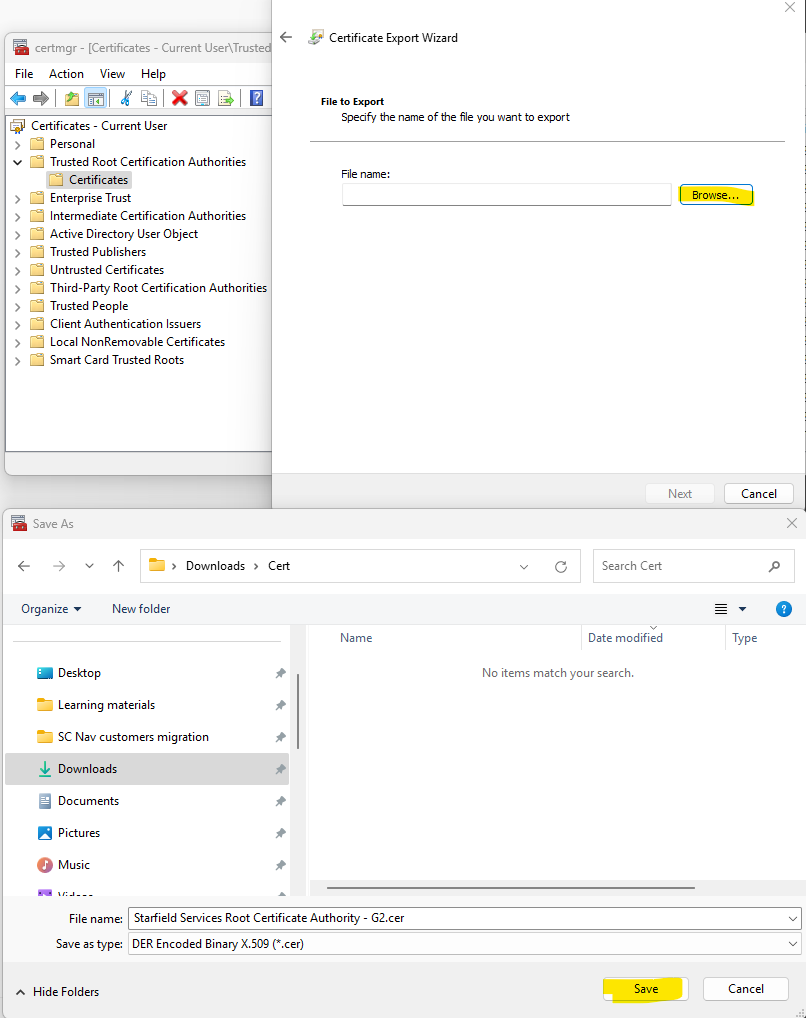 certmgr - [Certificates - Current User\Trusted
File Action View Help
Certificates - Current User
Personal
Trusted Root Certification Authorities
Certificates
Enterprise Trust
Intermediate Certification Authorities
Active Directory User Object
Trusted Publishers
Untrusted Certificates
Third-Party Root Certification Authorities
Trusted People
Client Authentication Issuers
Local NonRemovable Certificates
Smart Card Trusted Roots
Certificate Export Wizard
File to Export
Specify the name of the file you want to export
File name:
Browse...
Next Cancel
Save As
Downloads > Cert
Search Cert
Organize New folder
Name Date modified Type
No items match your search.
Desktop
Learning materials
SC Nav customers migration
Downloads
Documents
Pictures
Music
Videos
File name: Starfield Services Root Certificate Authority - G2.cer
Save as type: DER Encoded Binary X.509 (*.cer)
Hide Folders
Save Cancel